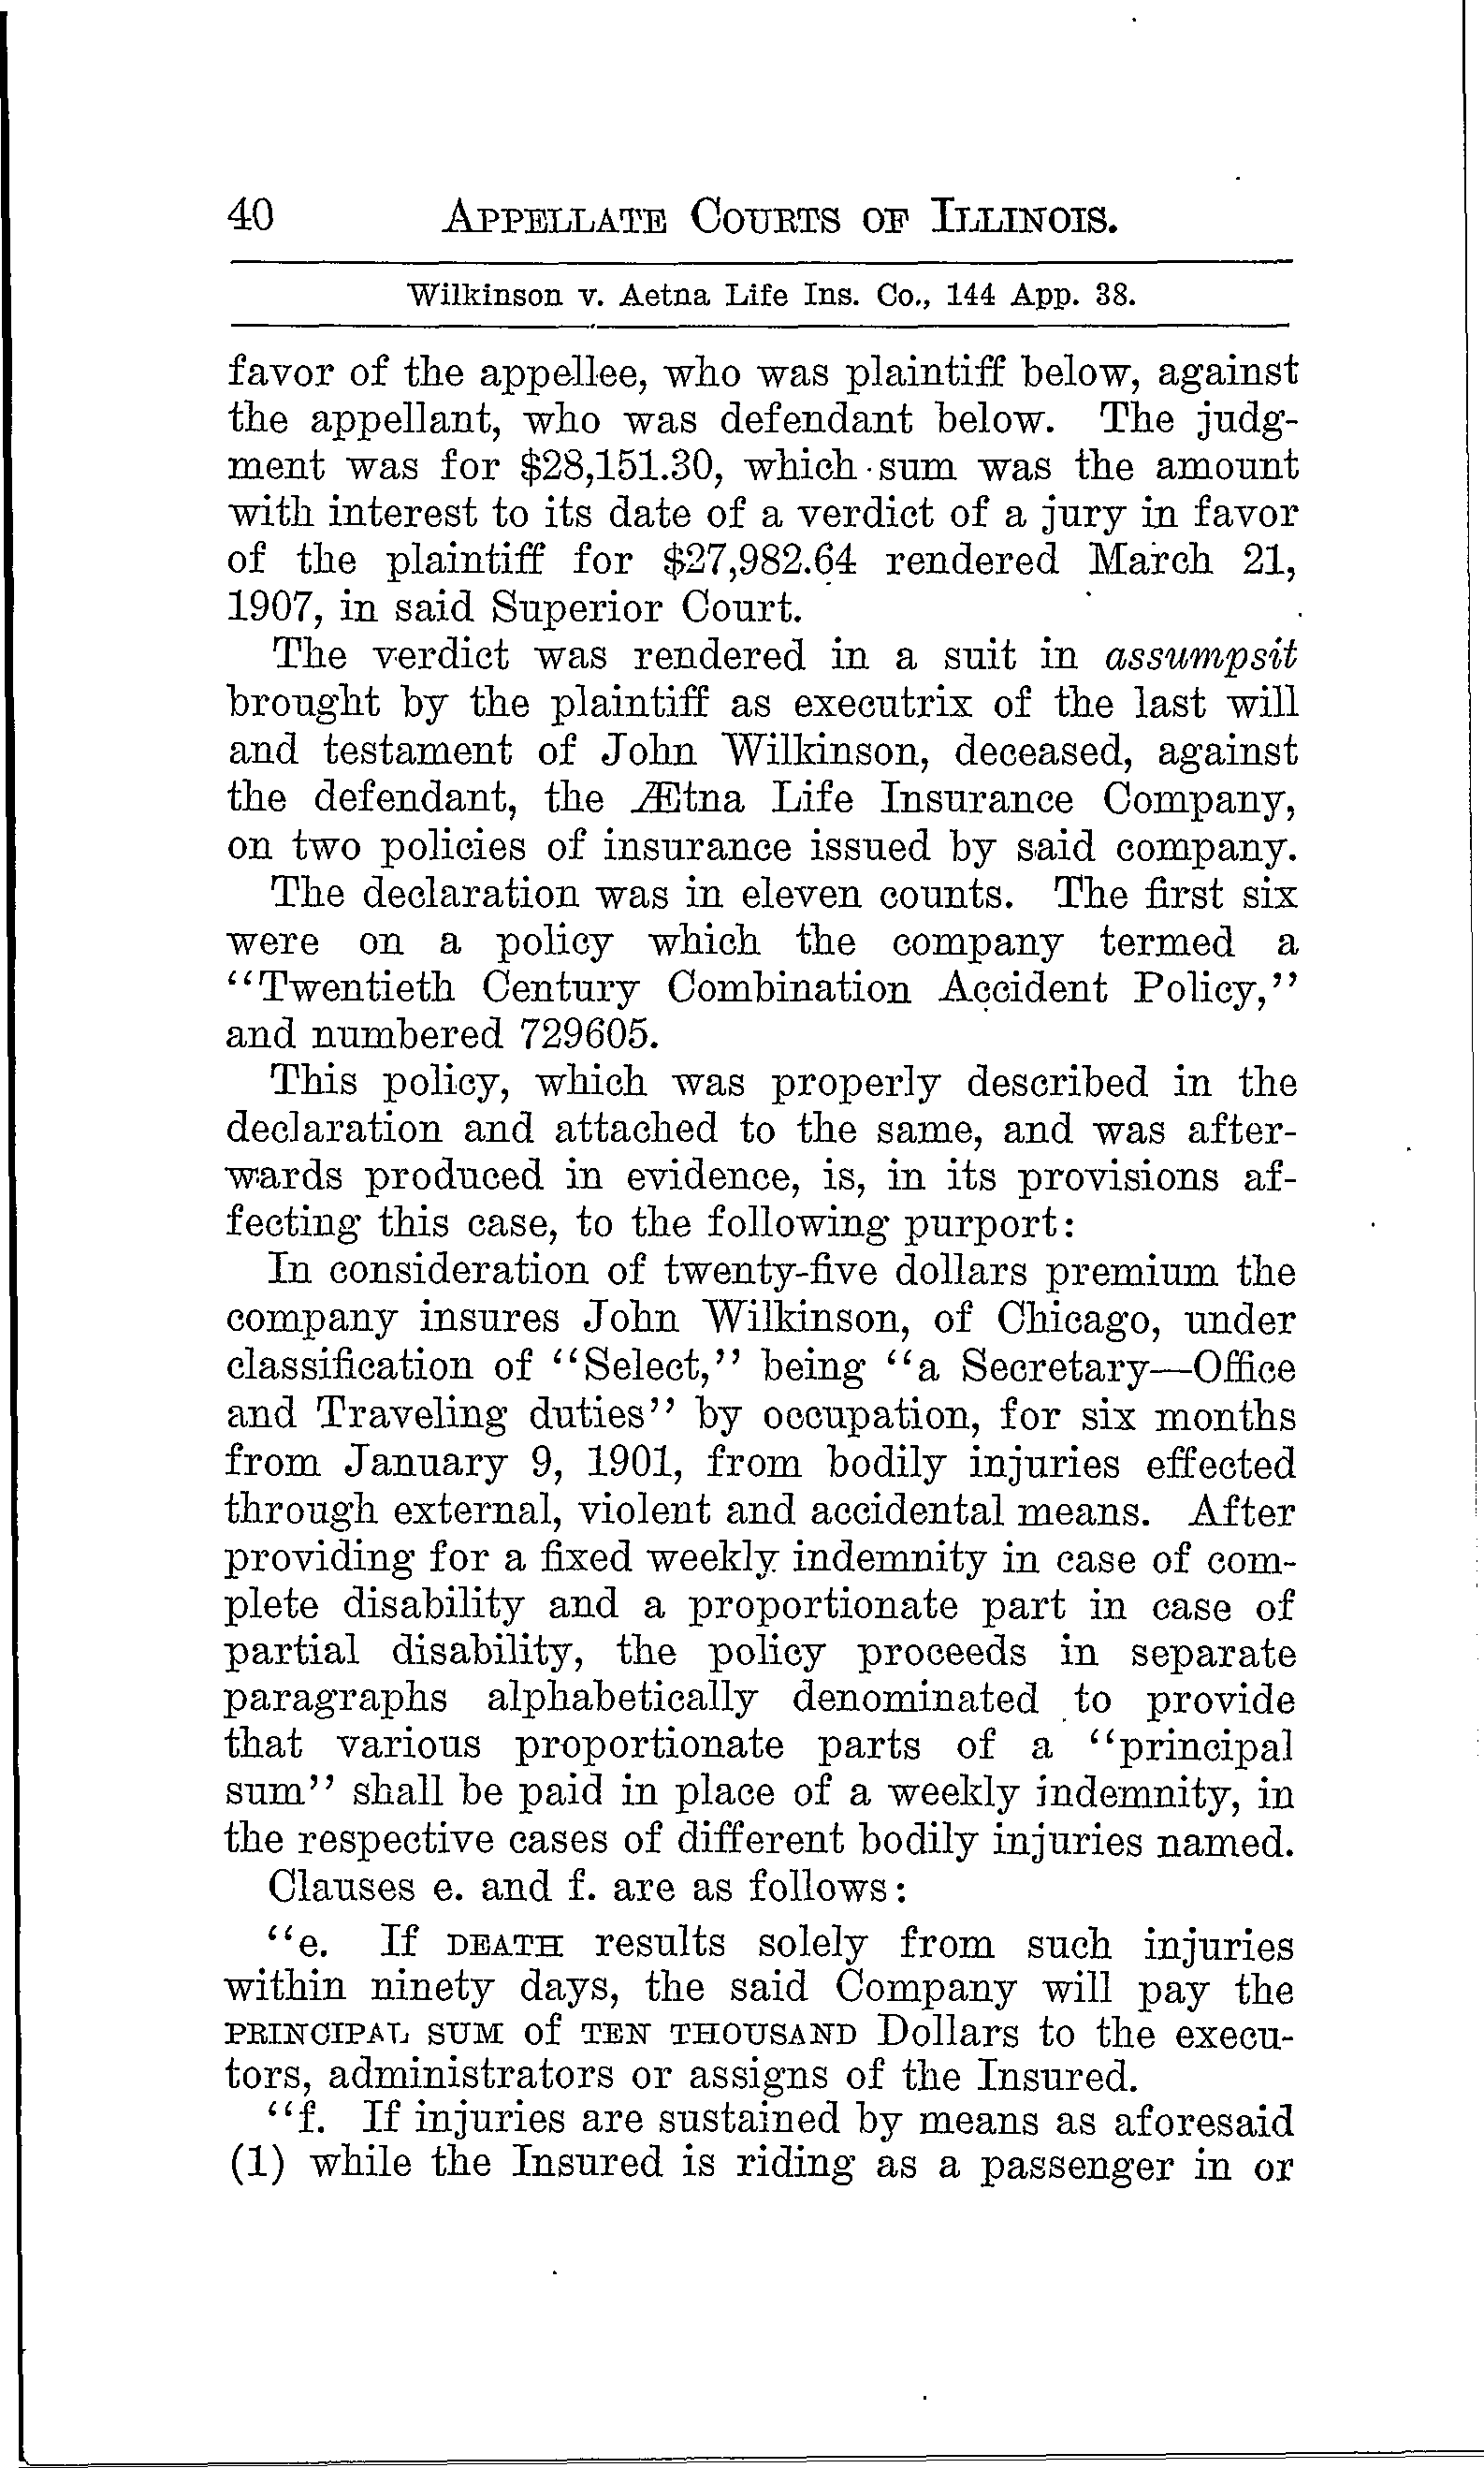 40 APPELLATE COURTS OF ILLINOIS.
Wilkinson v. Aetna Life Ins. Co., 144 App. 38.
favor of the appellee, who was plaintiff below, against
the appellant, who was defendant below. The judg-
ment was for $28,151.30, which sum was the amount
with interest to its date of a verdict of a jury in favor
of the plaintiff for $27,982.64 rendered March 21,
1907, in said Superior Court.
The verdict was rendered in a suit in assumpsit
brought by the plaintiff as executrix of the last will
and testament of John Wilkinson, deceased, against
the defendant, the Ætna Life Insurance Company,
on two policies of insurance issued by said company.
The declaration was in eleven counts. The first six
were on a policy which the company termed a
"Twentieth Century Combination Accident Policy,"
and numbered 729605.
This policy, which was properly described in the
declaration and attached to the same, and was after-
wards produced in evidence, is, in its provisions af-
fecting this case, to the following purport:
In consideration of twenty-five dollars premium the
company insures John Wilkinson, of Chicago, under
classification of "Select," being "a Secretary—Office
and Traveling duties" by occupation, for six months
from January 9, 1901, from bodily injuries effected
through external, violent and accidental means. After
providing for a fixed weekly indemnity in case of com-
plete disability and a proportionate part in case of
partial disability, the policy proceeds in separate
paragraphs alphabetically denominated to provide
that various proportionate parts of a "principal
sum" shall be paid in place of a weekly indemnity, in
the respective cases of different bodily injuries named.
Clauses e. and f. are as follows:
"e. If DEATH results solely from such injuries
within ninety days, the said Company will pay the
PRINCIPAL SUM of TEN THOUSAND Dollars to the execu-
tors, administrators or assigns of the Insured.
"f. If injuries are sustained by means as aforesaid
(1) while the Insured is riding as a passenger in or